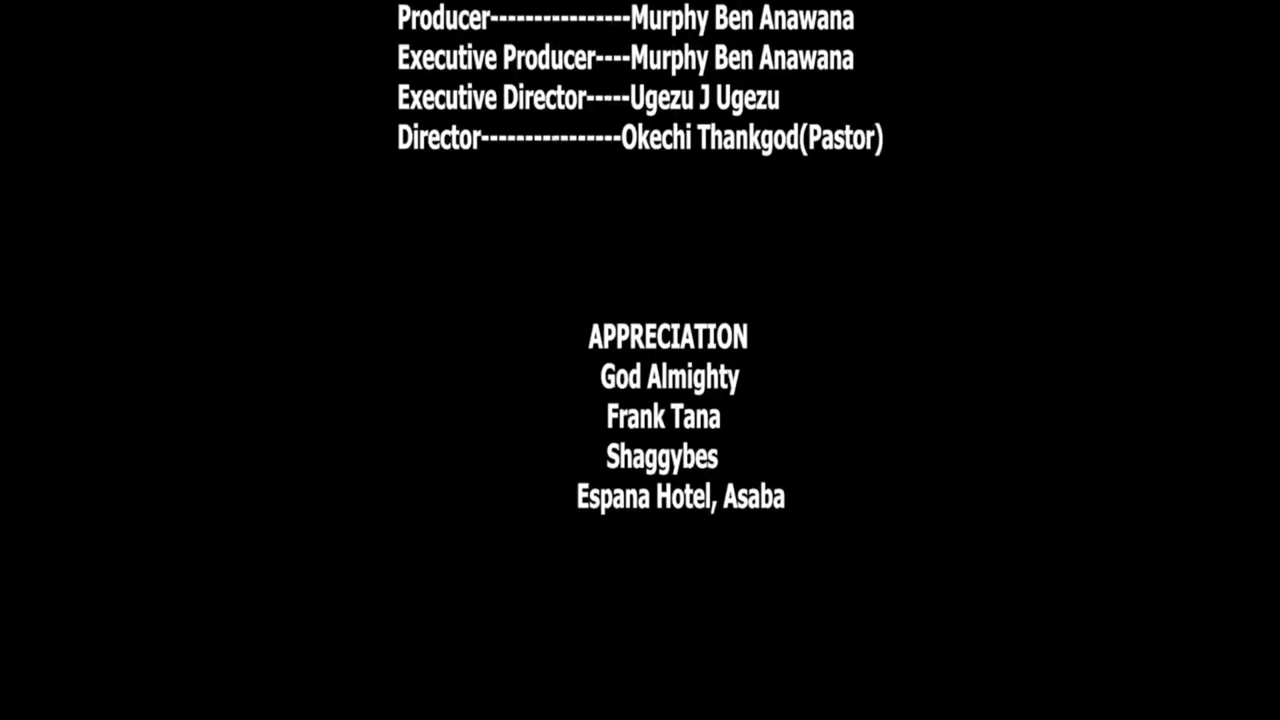 Producer----------------Murphy Ben Anawana
Executive Producer----Murphy Ben Anawana
Executive Director-----Ugezu J Ugezu
Director----------------Okechi Thankgod(Pastor)
APPRECIATION
God Almighty
Frank Tana
Shaggybes
Espana Hotel, Asaba